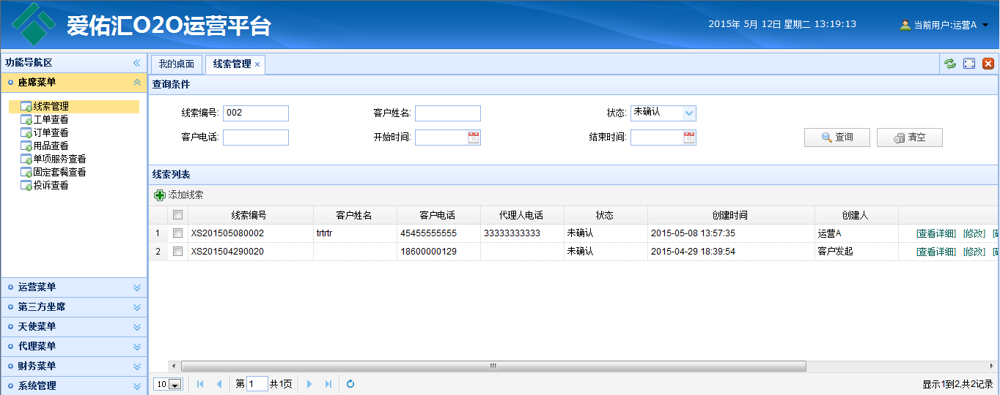 爱佑汇O2O运营平台
2015年 5月 12日 星期二 13:19:13
当前用户:运营A
功能导航区
座席菜单
线索管理
工单查看
订单查看
用品查看
单项服务查看
固定套餐查看
投诉查看
运营菜单
第三方坐席
天使菜单
代理菜单
财务菜单
系统管理
我的桌面 线索管理
查询条件
线索编号: 002 客户姓名: 状态: 未确认
客户电话: 开始时间: 结束时间: 查询 清空
线索列表
添加线索
线索编号 客户姓名 客户电话 代理人电话 状态 创建时间 创建人
1 XS201505080002 trtrtr 45455555555 33333333333 未确认 2015-05-08 13:57:35 运营A [查看详细] [修改] [
2 XS201504290020 18600000129 未确认 2015-04-29 18:39:54 客户发起 [查看详细] [修改] [
10 第 1 共1页 显示1到2,共2记录